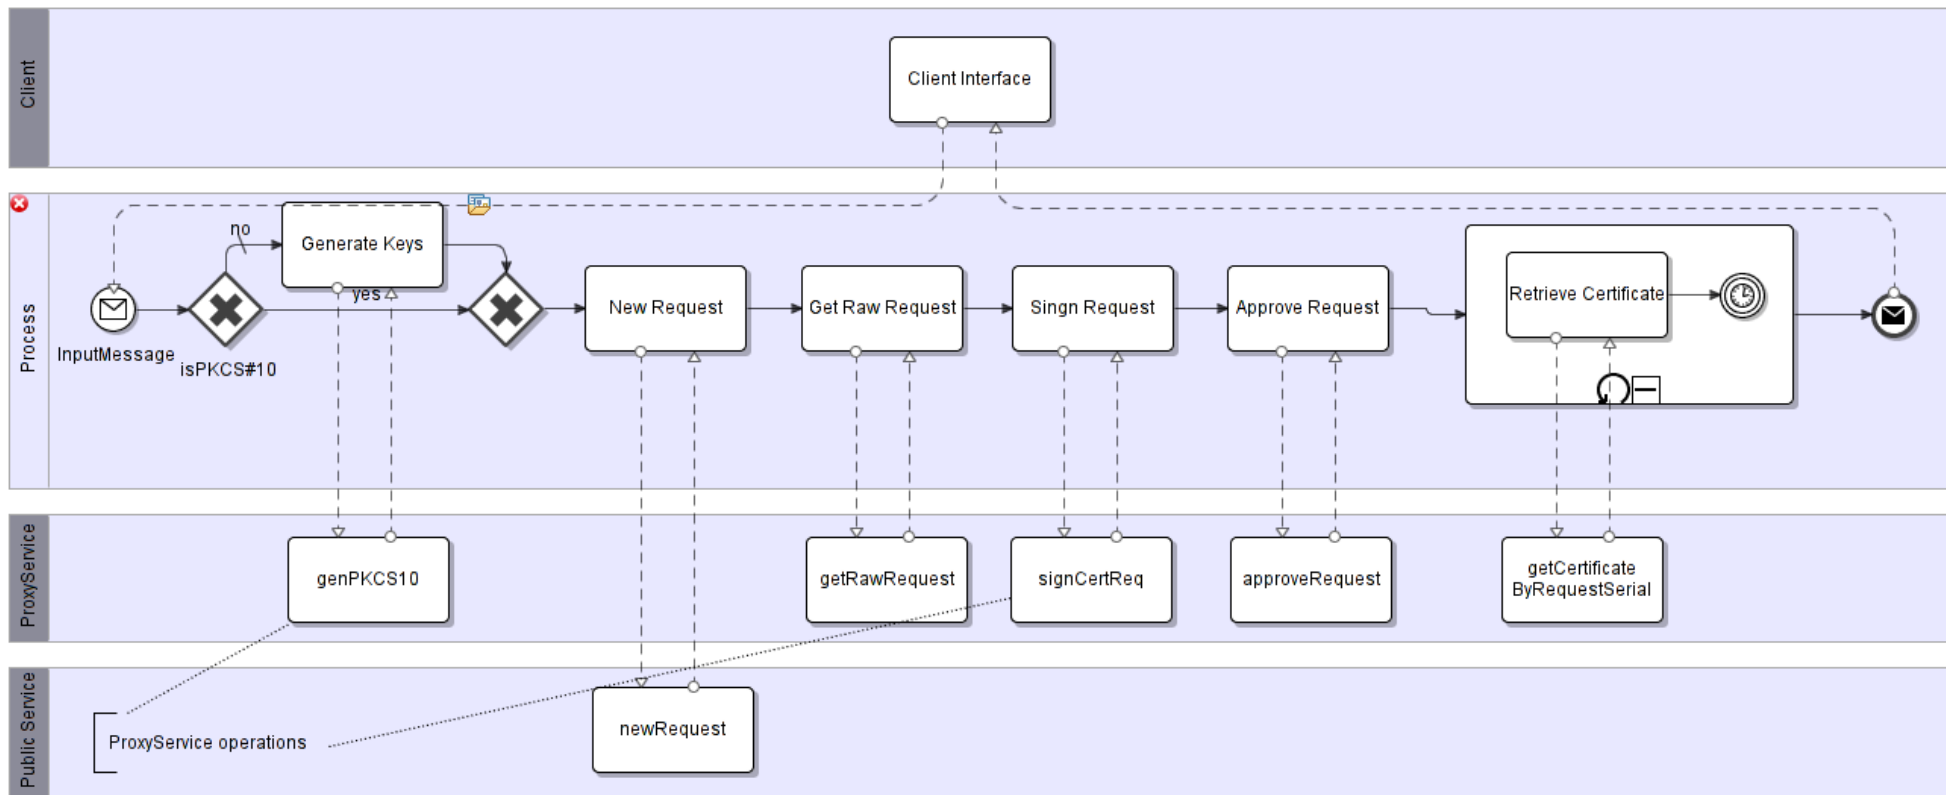 Client
Client Interface
Process
InputMessage
isPKCS#10
no
yes
Generate Keys
New Request
Get Raw Request
Singn Request
Approve Request
Retrieve Certificate
ProxyService
genPKCS10
getRawRequest
signCertReq
approveRequest
getCertificate
ByRequestSerial
Public Service
ProxyService operations
newRequest